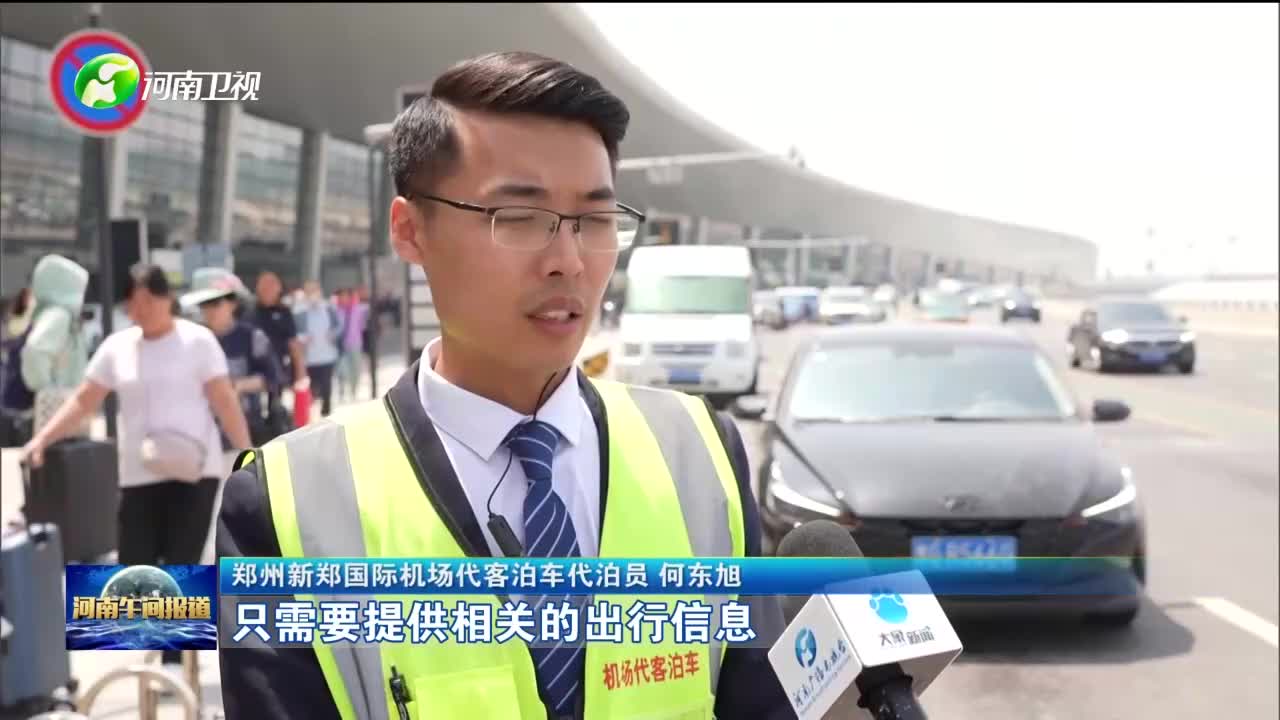 河南卫视
郑州新郑国际机场代客泊车代泊员 何东旭
河南午间报道
只需要提供相关的出行信息
机场代客泊车
大象新闻